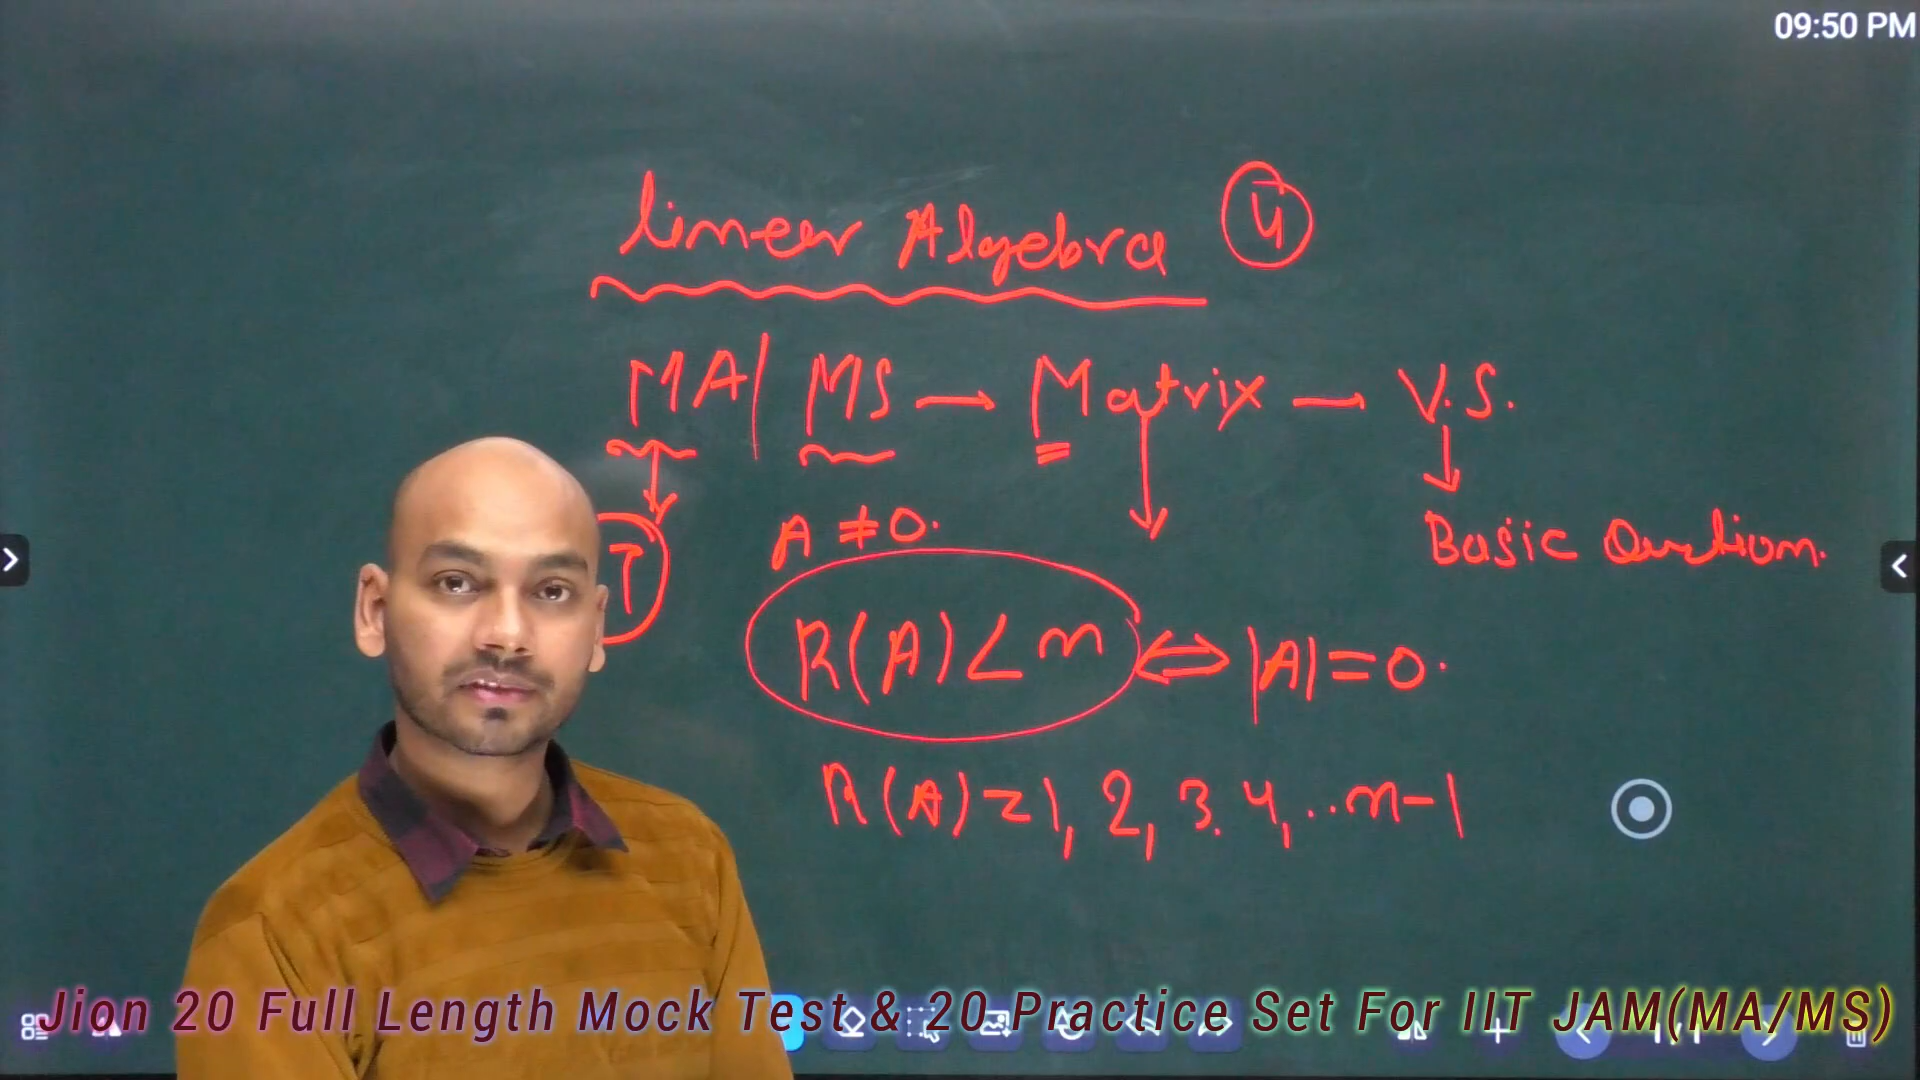 09:50 PM
Linear Algebra 4
MA | MS → Matrix → V.S.
T
A ≠ 0.
Basic Question.
R(A) < n ⇔ |A| = 0.
R(A) = 1, 2, 3, 4, .. n-1
Jion 20 Full Length Mock Test & 20 Practice Set For IIT JAM(MA/MS)